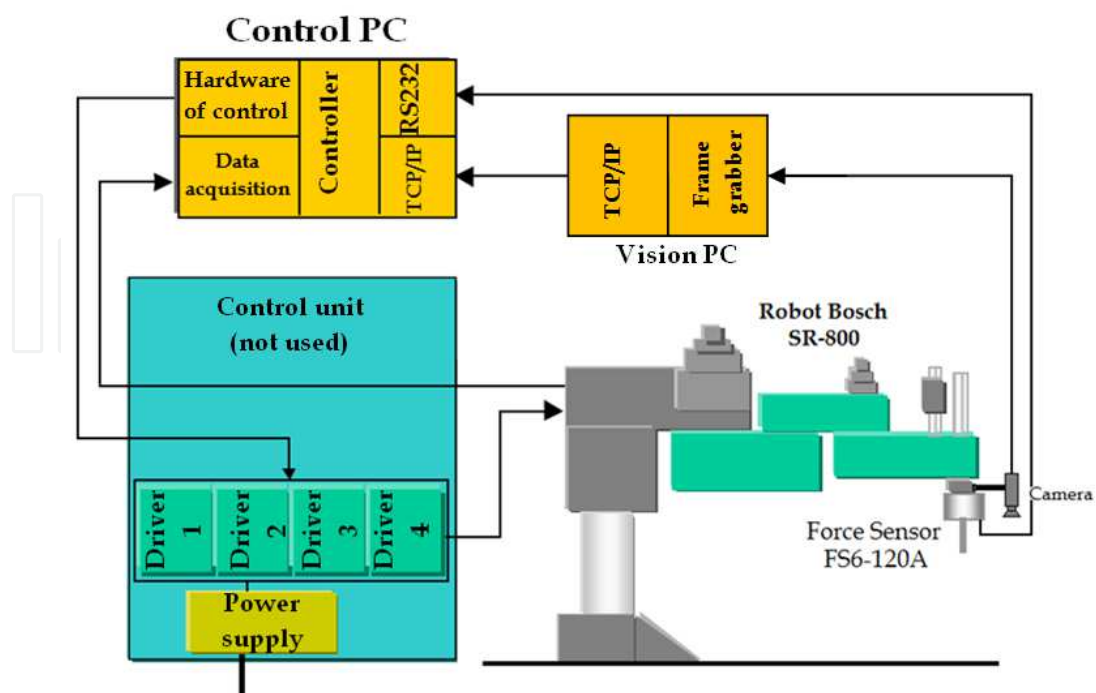 Control PC
Hardware
of control
Controller
RS232
Data
acquisition
TCP/IP
TCP/IP
Frame
grabber
Vision PC
Control unit
(not used)
Robot Bosch
SR-800
Driver
1
Driver
2
Driver
3
Driver
4
Camera
Force Sensor
FS6-120A
Power
supply